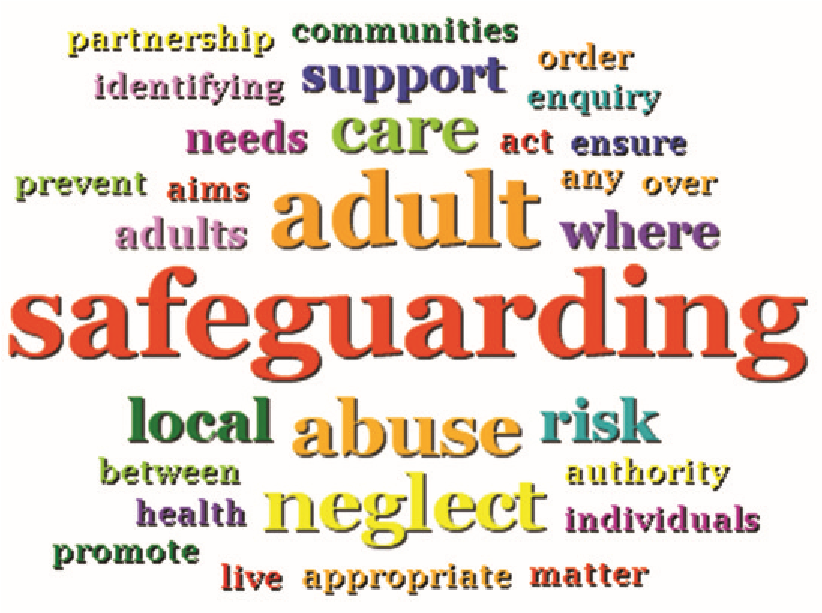 partnership communities
identifying support order
enquiry
needs care act ensure
prevent aims adult any over
adults where
safeguarding
local abuse risk
between authority
health neglect individuals
promote
live appropriate matter